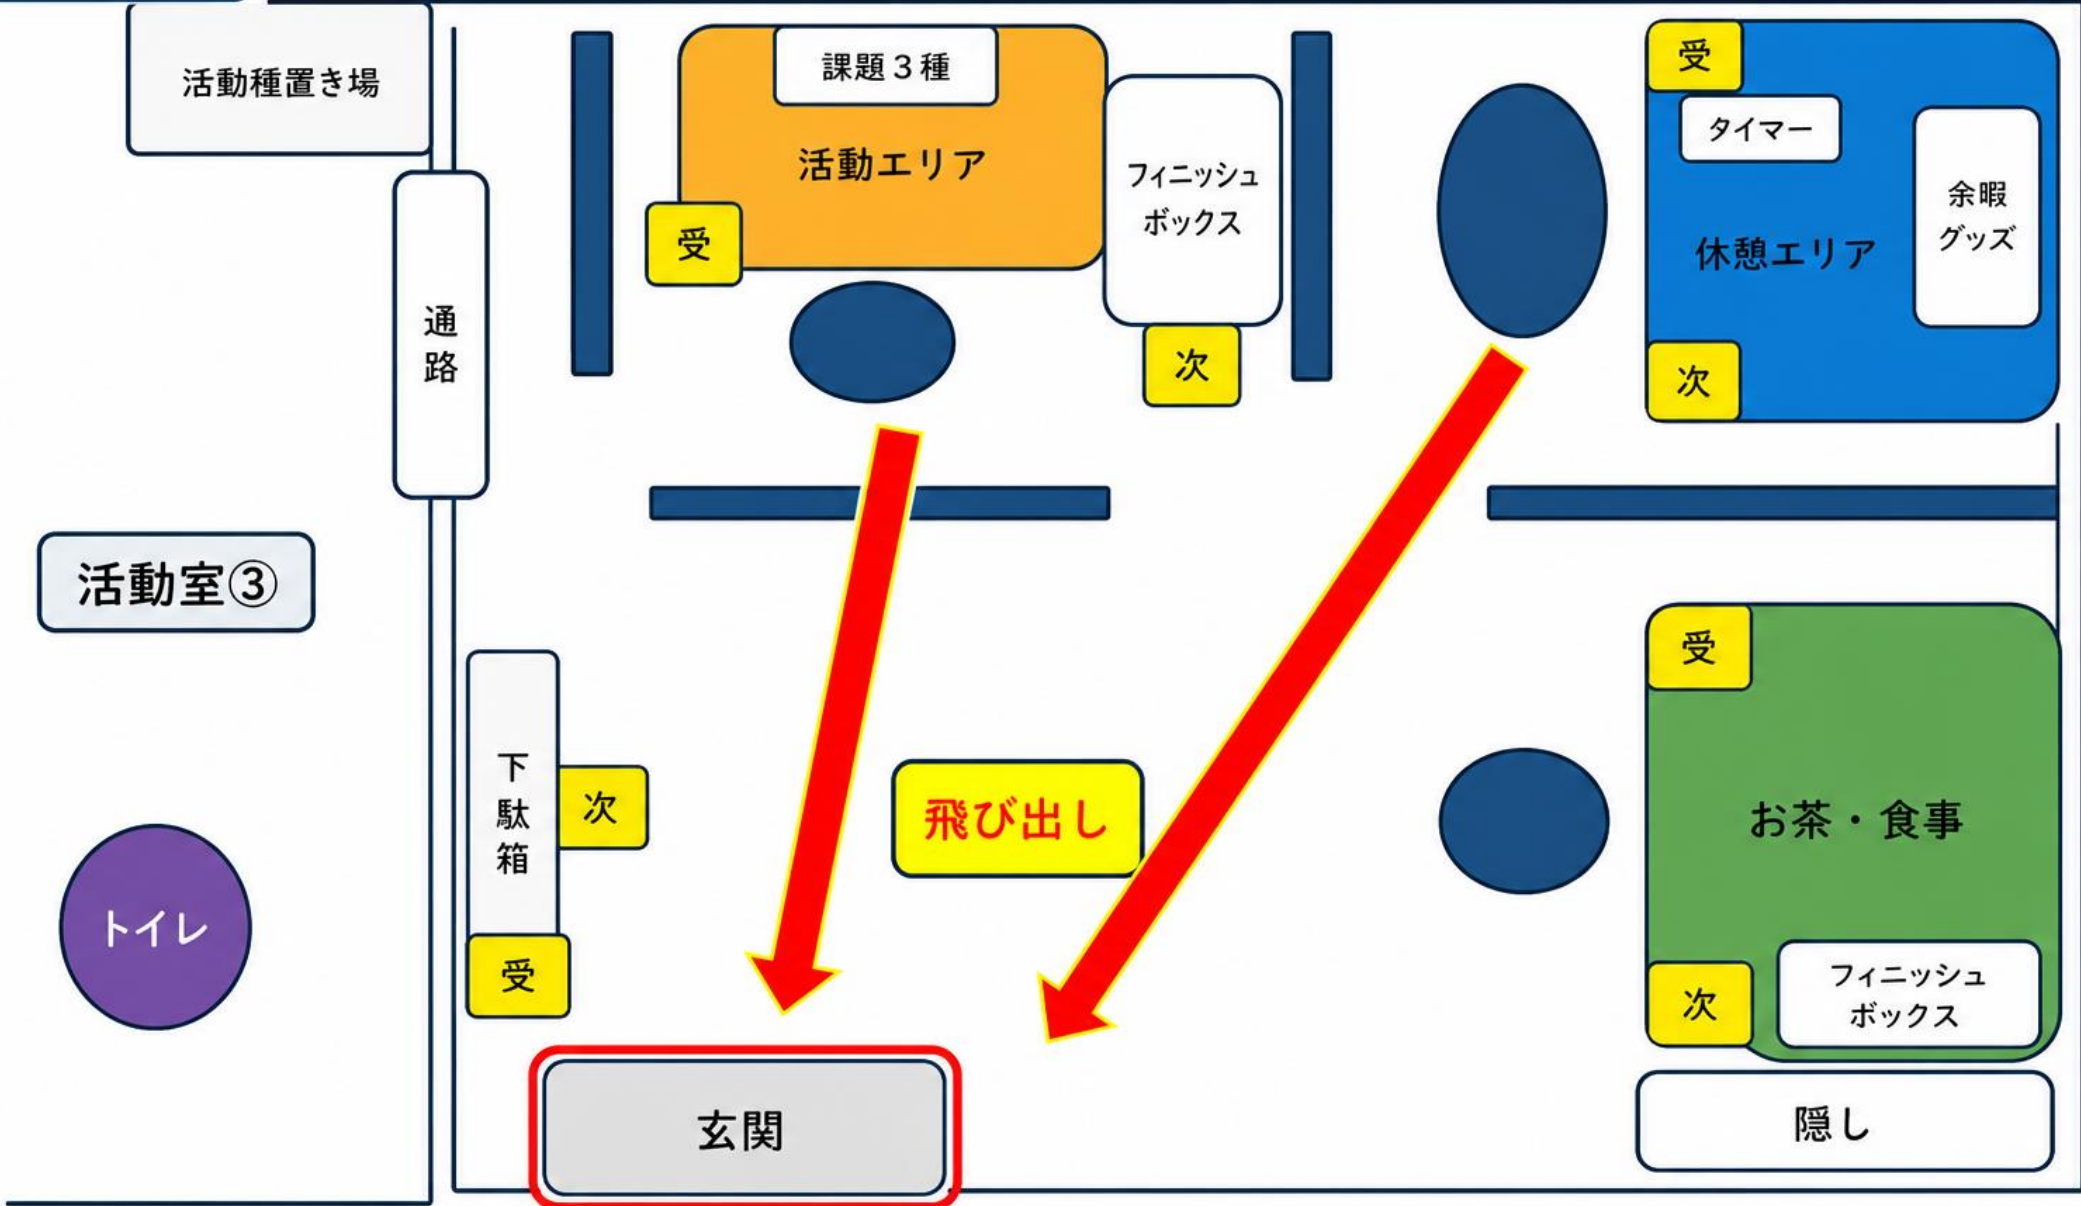 活動種置き場
課題３種
活動エリア
受
フィニッシュ
ボックス
次
受
タイマー
余暇
グッズ
休憩エリア
次
通
路
活動室③
下
駄
箱
次
受
飛び出し
受
お茶・食事
次
フィニッシュ
ボックス
トイレ
玄関
隠し